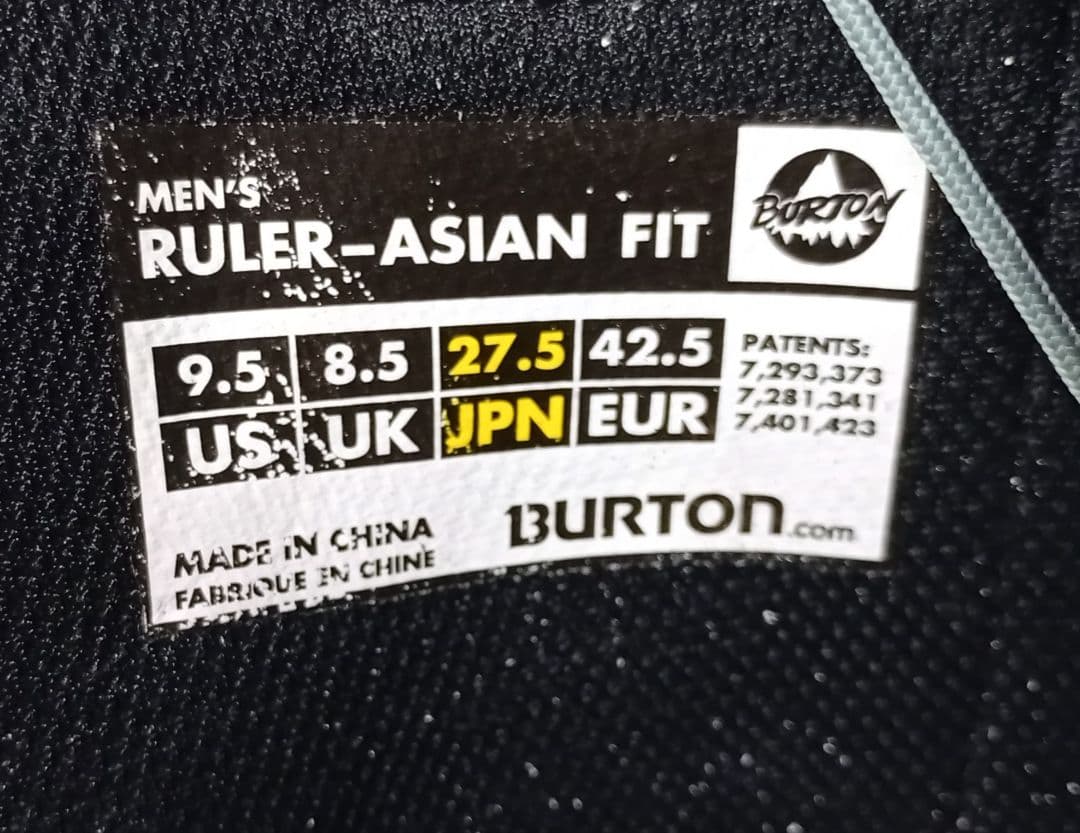 MEN'S
RULER-ASIAN FIT
BURTON
9.5 8.5 27.5 42.5
US UK JPN EUR
PATENTS:
7,293,373
7,281,341
7,401,423
MADE IN CHINA
FABRIQUE EN CHINE
BURTON.com